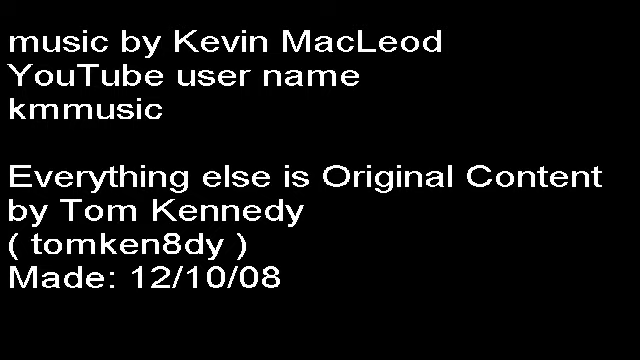 music by Kevin MacLeod
YouTube user name
kmmusic
Everything else is Original Content
by Tom Kennedy
( tomken8dy )
Made: 12/10/08